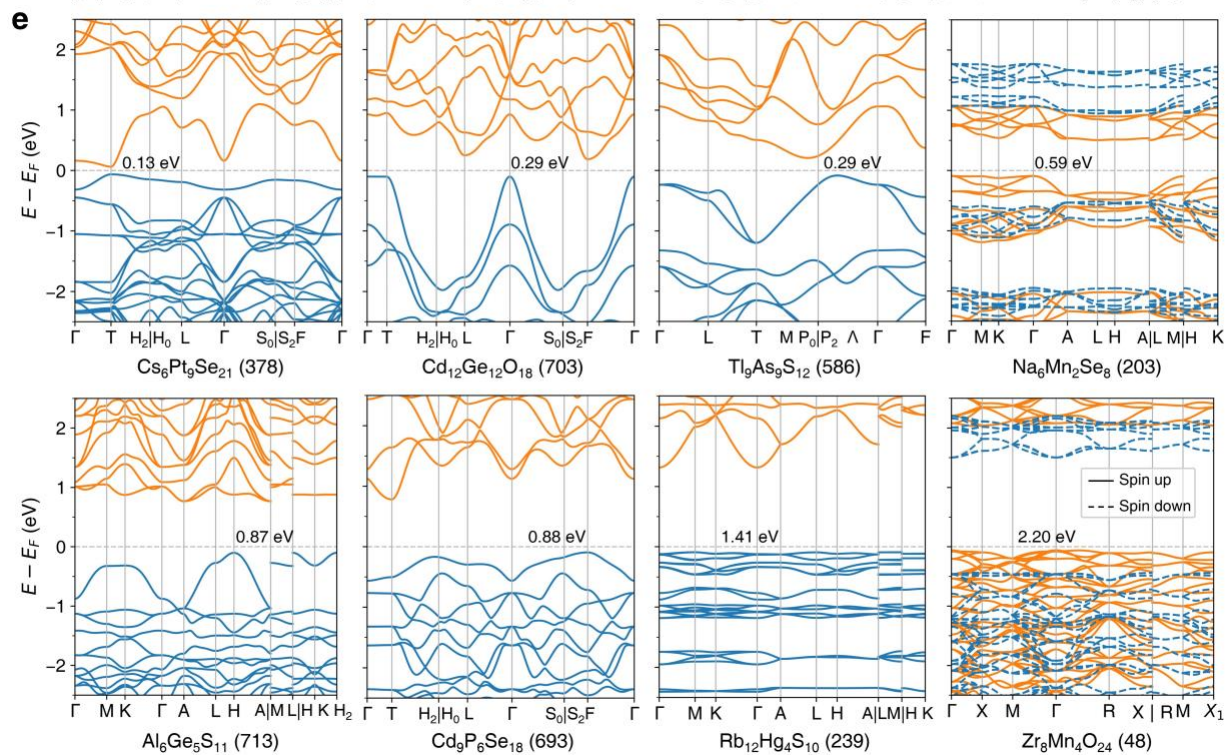 e
E − E_F (eV)
2
1
0
−1
−2
0.13 eV
Γ T H₂|H₀ L Γ S₀|S₂F Γ
Cs₆Pt₉Se₂₁ (378)
0.29 eV
Γ T H₂|H₀ L Γ S₀|S₂F Γ
Cd₁₂Ge₁₂O₁₈ (703)
0.29 eV
Γ L T M P₀|P₂ Λ Γ F
Tl₉As₉S₁₂ (586)
0.59 eV
Γ M K Γ A L H A|L M|H K
Na₆Mn₂Se₈ (203)
E − E_F (eV)
2
1
0
−1
−2
0.87 eV
Γ M K Γ A L H A|M L|H K H₂
Al₆Ge₅S₁₁ (713)
0.88 eV
Γ T H₂|H₀ L Γ S₀|S₂F Γ
Cd₉P₆Se₁₈ (693)
1.41 eV
Γ M K Γ A L H A|LM|H K
Rb₁₂Hg₄S₁₀ (239)
Spin up
Spin down
2.20 eV
Γ X M Γ R X | R M X₁
Zr₈Mn₄O₂₄ (48)